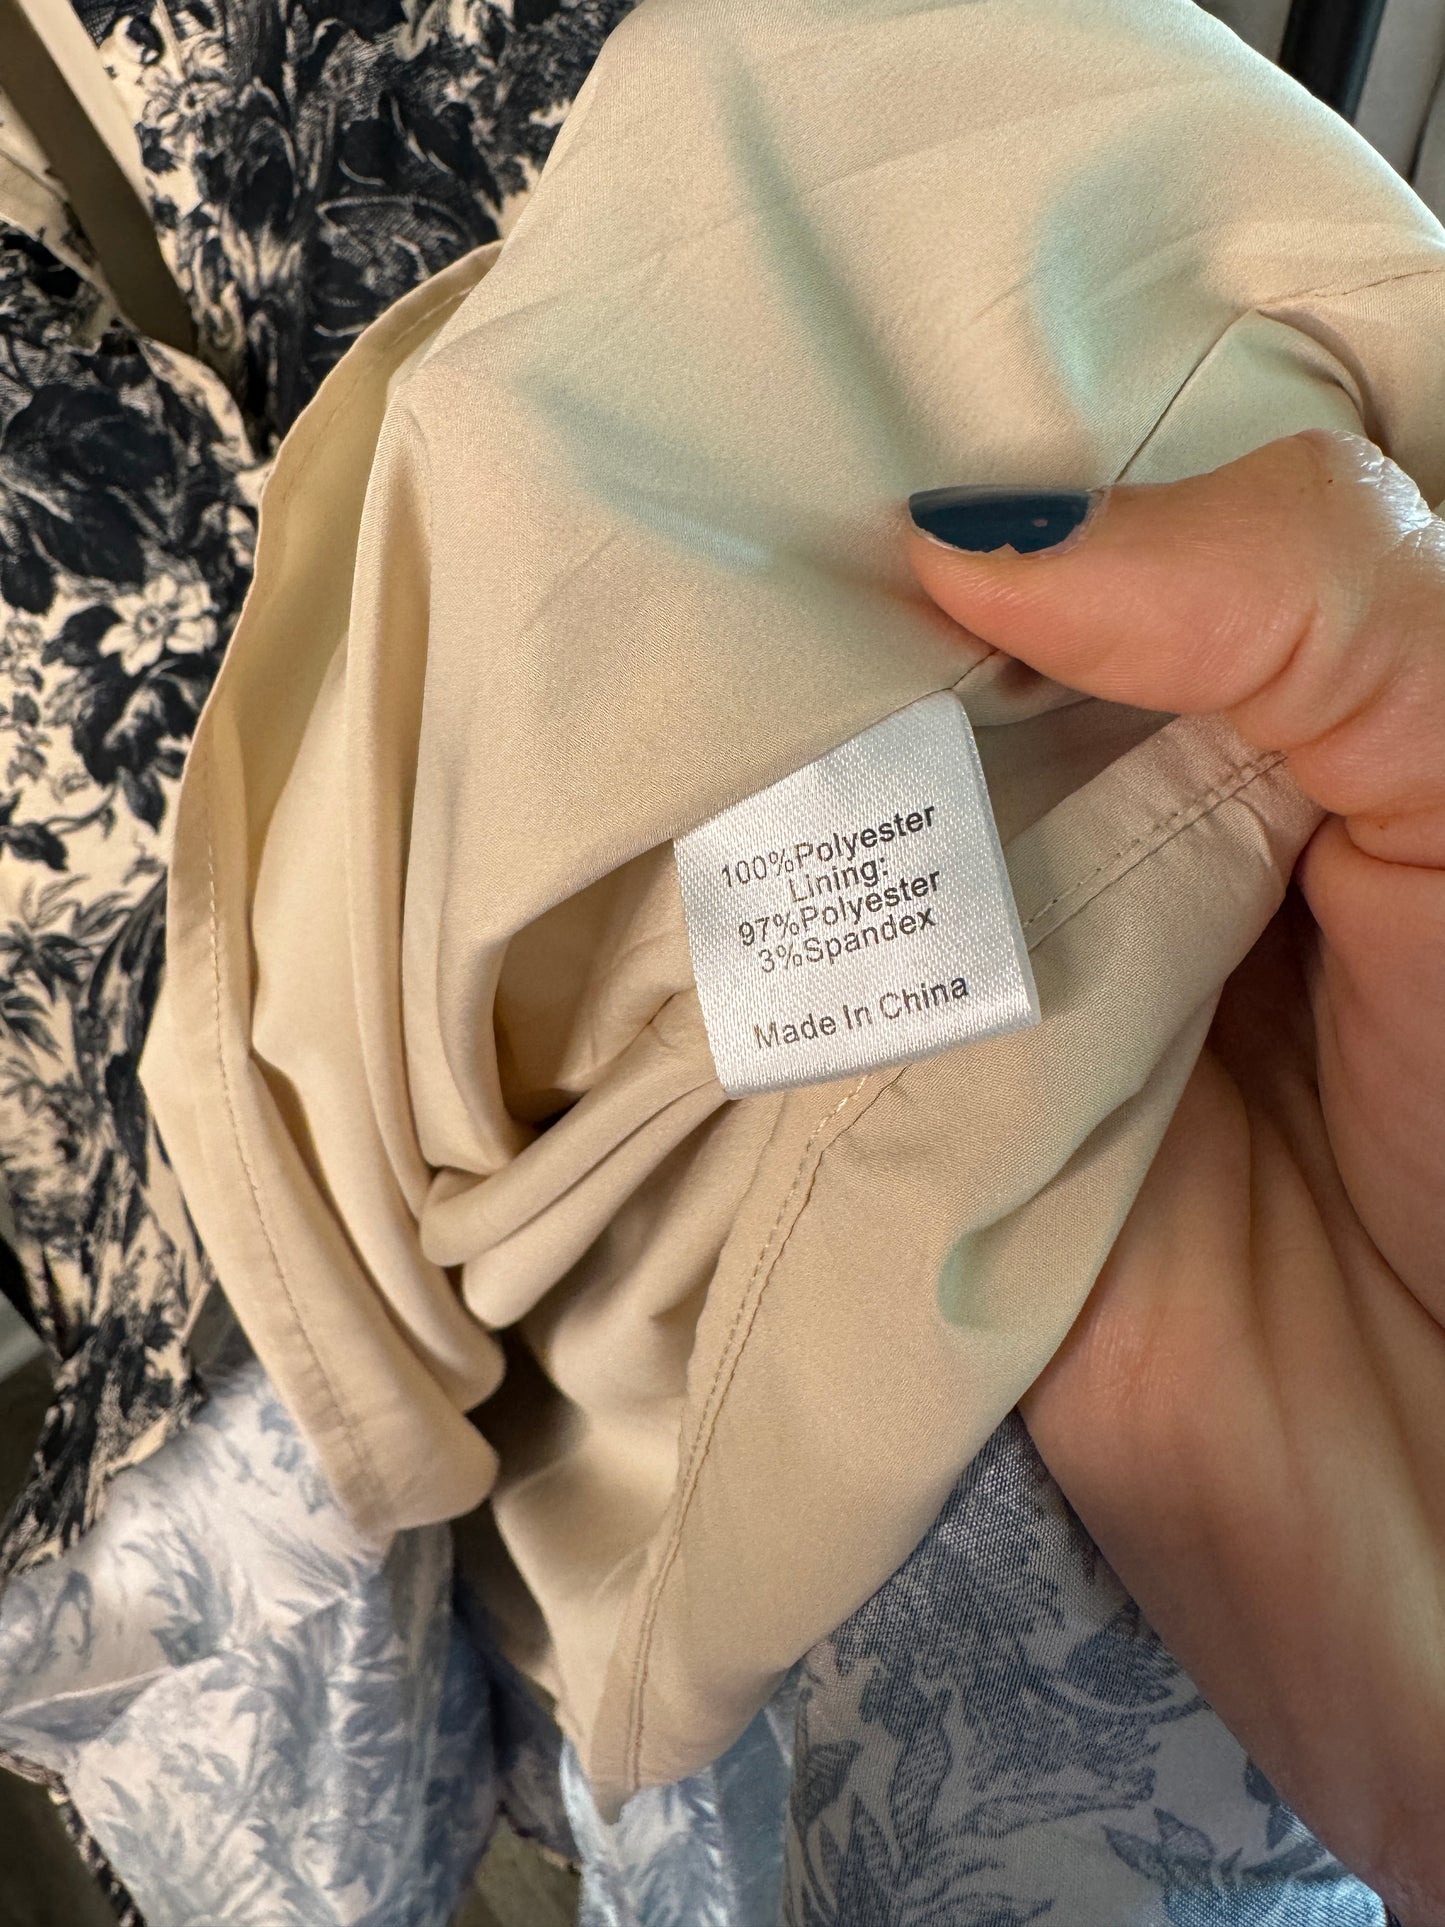 100%Polyester
Lining:
97%Polyester
3%Spandex
Made In China